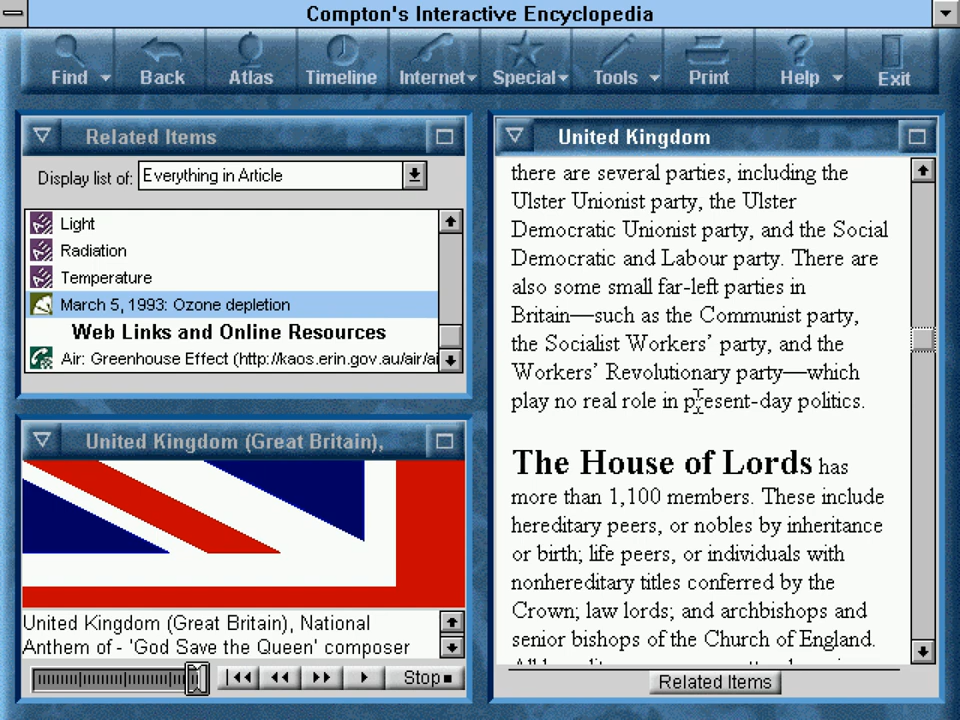 Compton's Interactive Encyclopedia
Find Back Atlas Timeline Internet Special Tools Print Help Exit
Related Items
Display list of: Everything in Article
Light
Radiation
Temperature
March 5, 1993: Ozone depletion
Web Links and Online Resources
Air: Greenhouse Effect (http://kaos.erin.gov.au/air/ai
United Kingdom (Great Britain),
United Kingdom (Great Britain), National
Anthem of - 'God Save the Queen' composer
Stop
United Kingdom
there are several parties, including the
Ulster Unionist party, the Ulster
Democratic Unionist party, and the Social
Democratic and Labour party. There are
also some small far-left parties in
Britain—such as the Communist party,
the Socialist Workers' party, and the
Workers' Revolutionary party—which
play no real role in present-day politics.
The House of Lords has
more than 1,100 members. These include
hereditary peers, or nobles by inheritance
or birth; life peers, or individuals with
nonhereditary titles conferred by the
Crown; law lords; and archbishops and
senior bishops of the Church of England.
Related Items